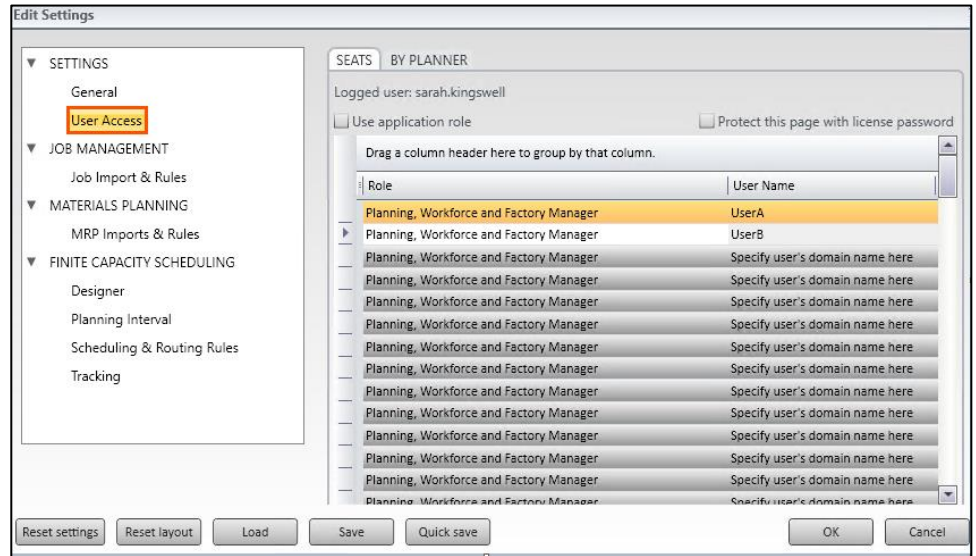 Edit Settings
SETTINGS
General
User Access
JOB MANAGEMENT
Job Import & Rules
MATERIALS PLANNING
MRP Imports & Rules
FINITE CAPACITY SCHEDULING
Designer
Planning Interval
Scheduling & Routing Rules
Tracking
SEATS BY PLANNER
Logged user: sarah.kingswell
Use application role Protect this page with license password
Drag a column header here to group by that column.
Role User Name
Planning, Workforce and Factory Manager UserA
Planning, Workforce and Factory Manager UserB
Planning, Workforce and Factory Manager Specify user's domain name here
Planning, Workforce and Factory Manager Specify user's domain name here
Planning, Workforce and Factory Manager Specify user's domain name here
Planning, Workforce and Factory Manager Specify user's domain name here
Planning, Workforce and Factory Manager Specify user's domain name here
Planning, Workforce and Factory Manager Specify user's domain name here
Planning, Workforce and Factory Manager Specify user's domain name here
Planning, Workforce and Factory Manager Specify user's domain name here
Planning, Workforce and Factory Manager Specify user's domain name here
Planning, Workforce and Factory Manager Specify user's domain name here
Planning, Workforce and Factory Manager Specify user's domain name here
Planning, Workforce and Factory Manager Specify user's domain name here
Reset settings Reset layout Load Save Quick save OK Cancel